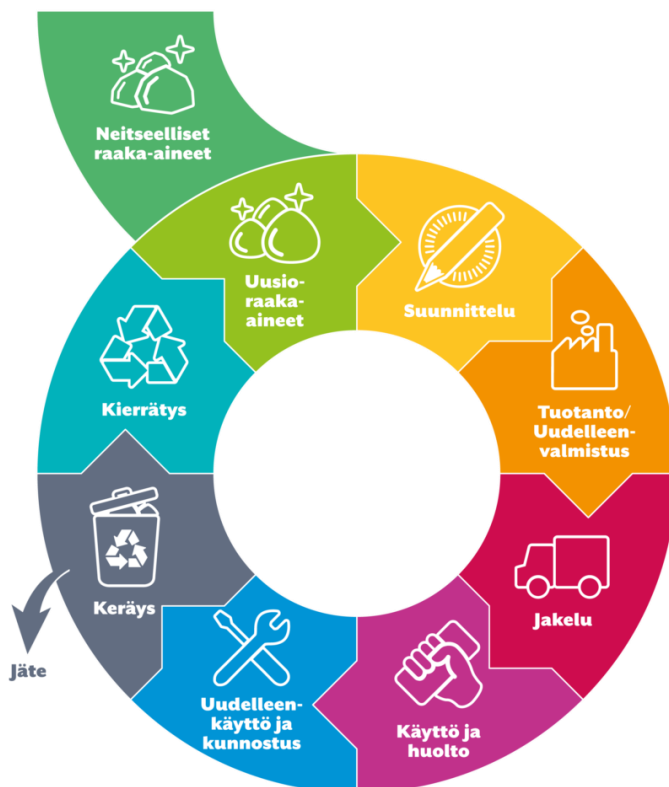 Neitseelliset
raaka-aineet
Uusio-
raaka-
aineet
Suunnittelu
Tuotanto/
Uudelleen-
valmistus
Jakelu
Käyttö ja
huolto
Uudelleen-
käyttö ja
kunnostus
Keräys
Jäte
Kierrätys